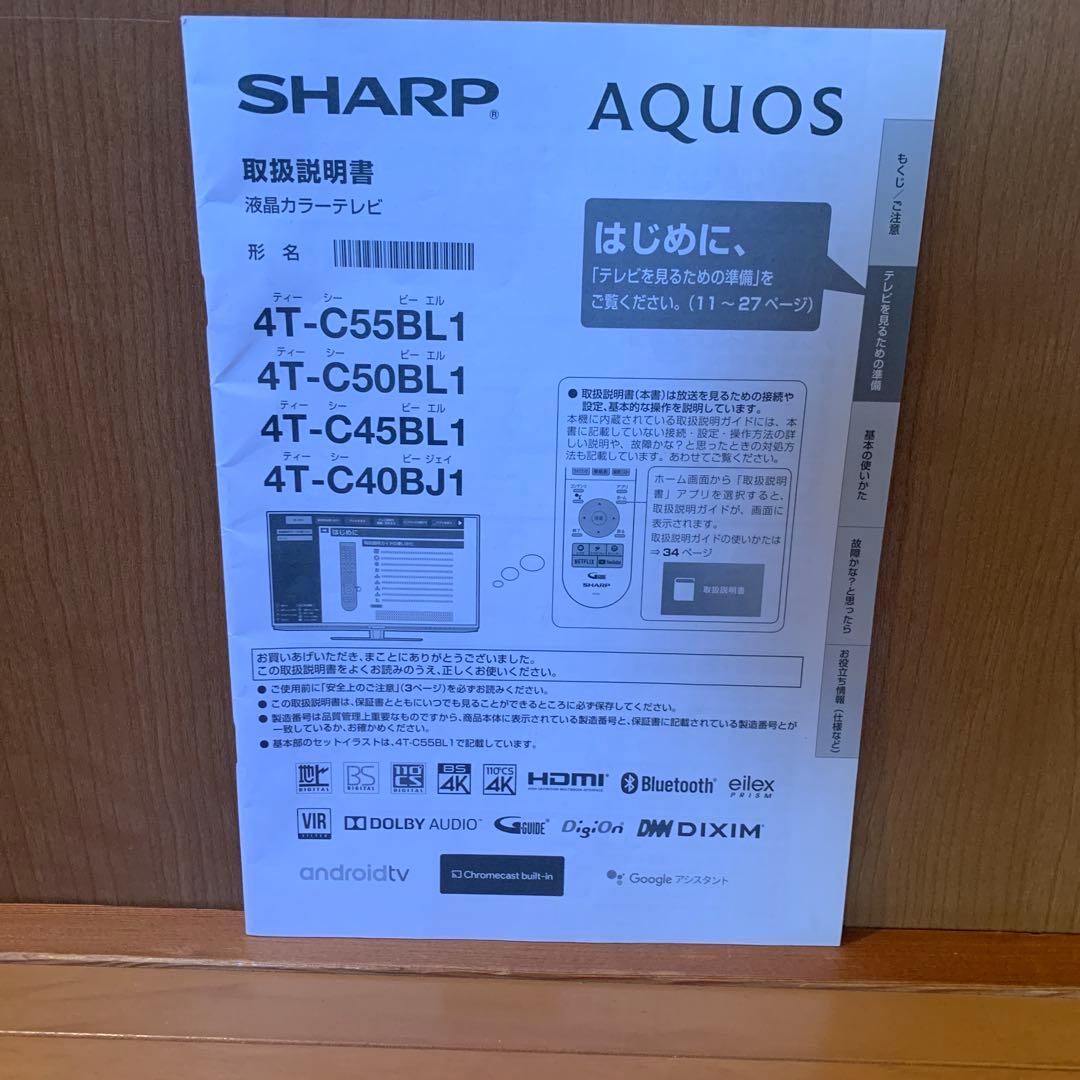 SHARP®
AQUOS
取扱説明書
液晶カラーテレビ
形 名
ティー シー ビー エル
4T-C55BL1
ティー シー ビー エル
4T-C50BL1
ティー シー ビー エル
4T-C45BL1
ティー シー ビー ジェイ
4T-C40BJ1
はじめに、
「テレビを見るための準備」を
ご覧ください。(11 ～ 27 ページ)
もくじ／ご注意
テレビを見るための準備
基本の使いかた
故障かな？と思ったら
お役立ち情報（仕様など）
● 取扱説明書(本書)は放送を見るための接続や
設定、基本的な操作を説明しています。
本機に内蔵されている取扱説明ガイドには、本
書に記載していない接続・設定・操作方法の詳
しい説明や、故障かな？と思ったときの対処方
法も記載しています。あわせてご覧ください。
ホーム画面から「取扱説明
書」アプリを選択すると、
取扱説明ガイドが、画面に
表示されます。
取扱説明ガイドの使いかたは
⇒ 34 ページ
取扱説明書
NETFLIX
YouTube
SHARP
はじめに
お買いあげいただき、まことにありがとうございました。
この取扱説明書をよくお読みのうえ、正しくお使いください。
● ご使用前に「安全上のご注意」(3ページ)を必ずお読みください。
● この取扱説明書は、保証書とともにいつでも見ることができるところに必ず保存してください。
● 製造番号は品質管理上重要なものですから、商品本体に表示されている製造番号と、保証書に記載されている製造番号とが
一致しているか、お確かめください。
● 基本部のセットイラストは、4T-C55BL1で記載しています。
地上 DIGITAL
BS DIGITAL
110 CS DIGITAL
BS 4K
110°CS 4K
HDMI®
HIGH-DEFINITION MULTIMEDIA INTERFACE
Bluetooth®
eilex PRISM
VIR FILTER
DOLBY AUDIO™
G-GUIDE®
DigiOn®
DIXIM®
androidtv
Chromecast built-in
Google アシスタント